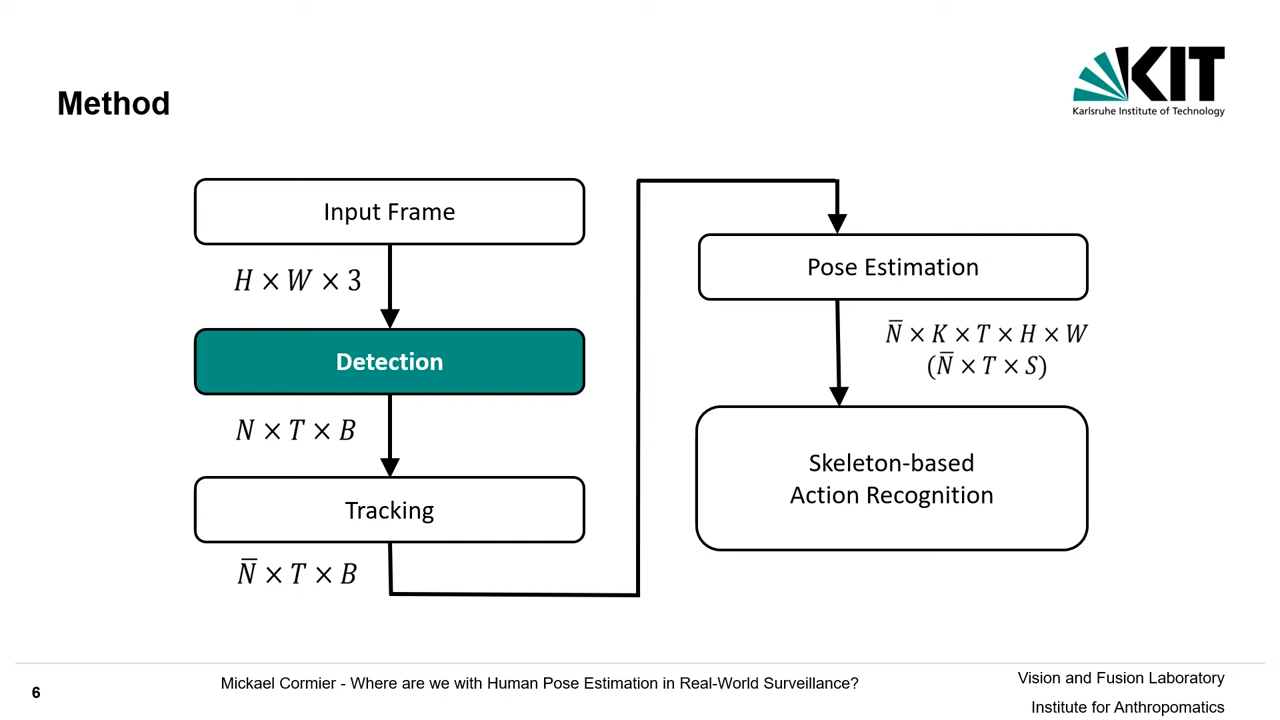 Method
KIT
Karlsruhe Institute of Technology
Input Frame
H × W × 3
Detection
N × T × B
Tracking
N̅ × T × B
Pose Estimation
N̅ × K × T × H × W
(N̅ × T × S)
Skeleton-based
Action Recognition
6
Mickael Cormier - Where are we with Human Pose Estimation in Real-World Surveillance?
Vision and Fusion Laboratory
Institute for Anthropomatics